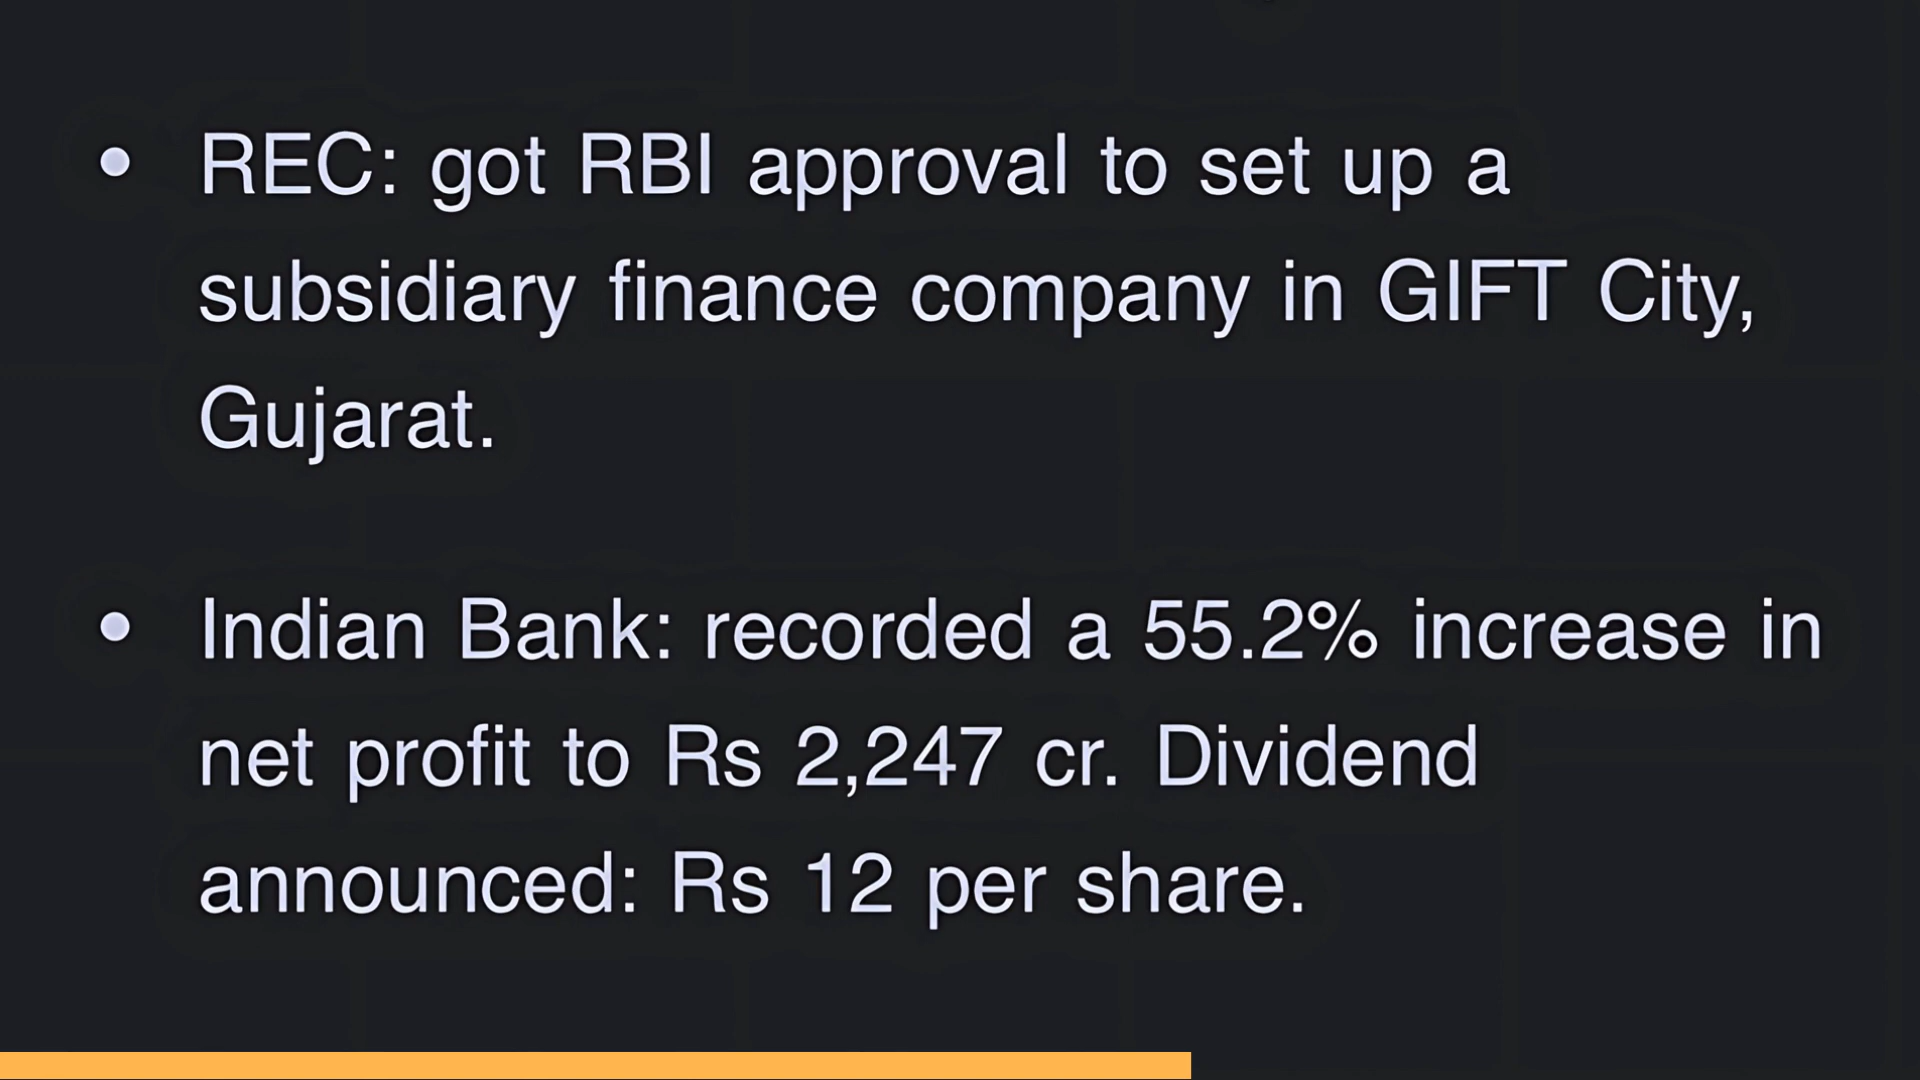 • REC: got RBI approval to set up a
subsidiary finance company in GIFT City,
Gujarat.
• Indian Bank: recorded a 55.2% increase in
net profit to Rs 2,247 cr. Dividend
announced: Rs 12 per share.